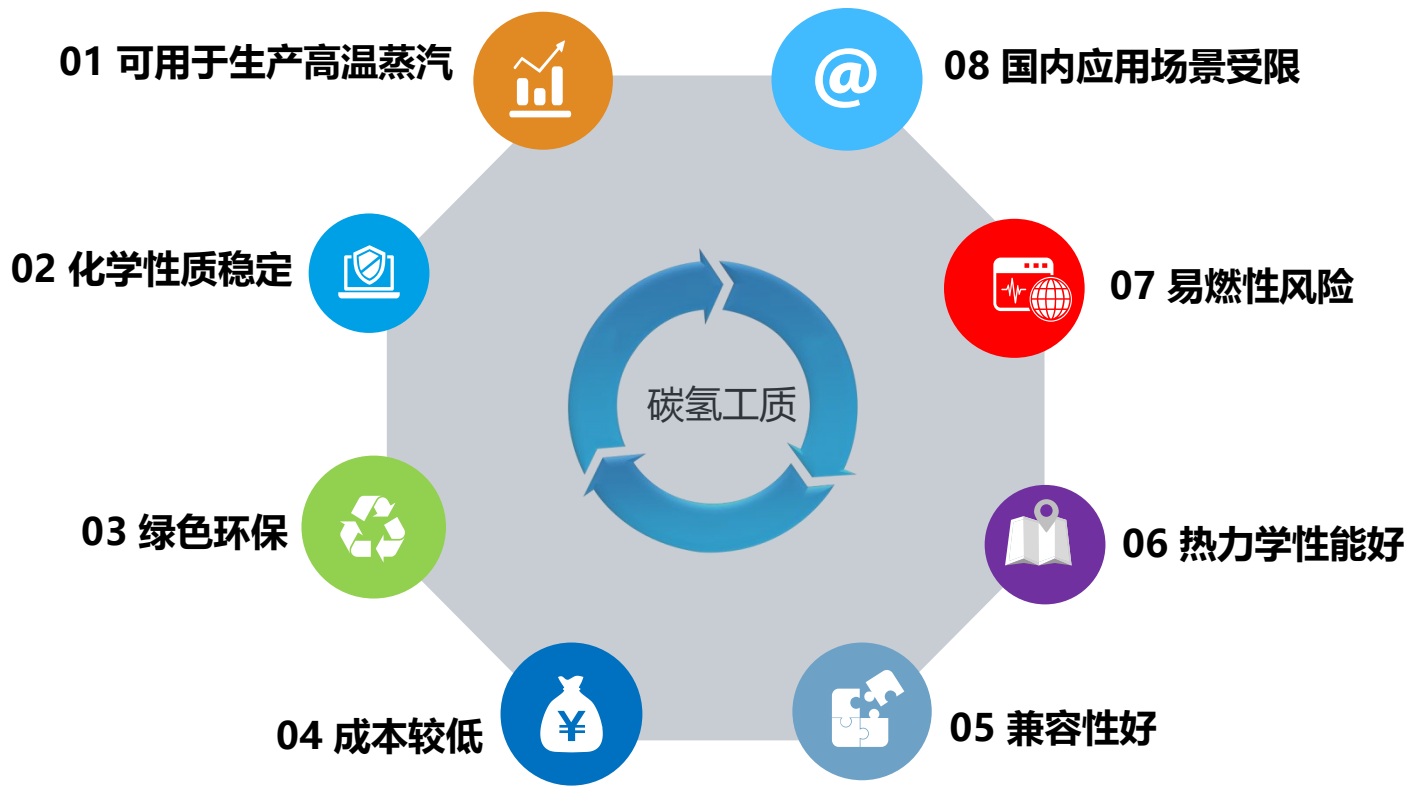 01 可用于生产高温蒸汽
08 国内应用场景受限
@
02 化学性质稳定
07 易燃性风险
碳氢工质
03 绿色环保
06 热力学性能好
04 成本较低
¥
05 兼容性好